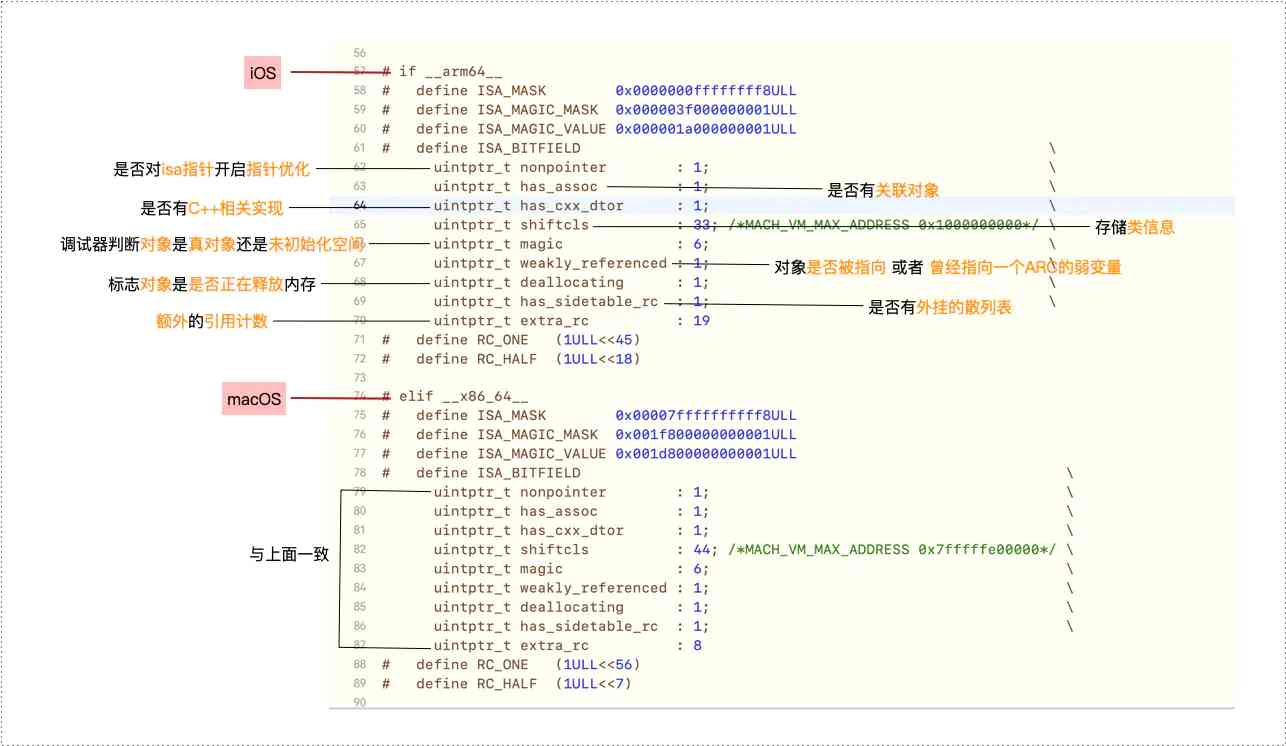 56
iOS 57 # if __arm64__
58 # define ISA_MASK 0x0000000ffffffff8ULL
59 # define ISA_MAGIC_MASK 0x000003f000000001ULL
60 # define ISA_MAGIC_VALUE 0x000001a000000001ULL
61 # define ISA_BITFIELD \
是否对isa指针开启指针优化 62 uintptr_t nonpointer : 1; \
63 uintptr_t has_assoc : 1; 是否有关联对象 \
是否有C++相关实现 64 uintptr_t has_cxx_dtor : 1; \
65 uintptr_t shiftcls : 33; /*MACH_VM_MAX_ADDRESS 0x1000000000*/ \ 存储类信息
调试器判断对象是真对象还是未初始化空间 66 uintptr_t magic : 6; \
67 uintptr_t weakly_referenced : 1; 对象是否被指向 或者 曾经指向一个ARC的弱变量 \
标志对象是是否正在释放内存 68 uintptr_t deallocating : 1; \
69 uintptr_t has_sidetable_rc : 1; 是否有外挂的散列表 \
额外的引用计数 70 uintptr_t extra_rc : 19
71 # define RC_ONE (1ULL<<45)
72 # define RC_HALF (1ULL<<18)
73
macOS 74 # elif __x86_64__
75 # define ISA_MASK 0x00007ffffffffff8ULL
76 # define ISA_MAGIC_MASK 0x001f800000000001ULL
77 # define ISA_MAGIC_VALUE 0x001d800000000001ULL
78 # define ISA_BITFIELD \
79 uintptr_t nonpointer : 1; \
80 uintptr_t has_assoc : 1; \
81 uintptr_t has_cxx_dtor : 1; \
与上面一致 82 uintptr_t shiftcls : 44; /*MACH_VM_MAX_ADDRESS 0x7fffffe00000*/ \
83 uintptr_t magic : 6; \
84 uintptr_t weakly_referenced : 1; \
85 uintptr_t deallocating : 1; \
86 uintptr_t has_sidetable_rc : 1; \
87 uintptr_t extra_rc : 8
88 # define RC_ONE (1ULL<<56)
89 # define RC_HALF (1ULL<<7)
90